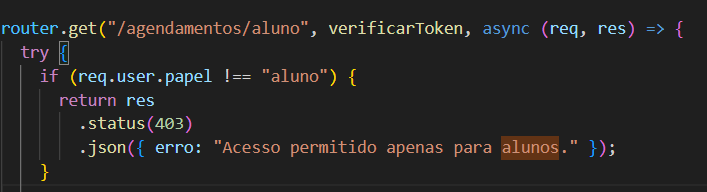 router.get("/agendamentos/aluno", verificarToken, async (req, res) => {
  try {
    if (req.user.papel !== "aluno") {
      return res
        .status(403)
        .json({ erro: "Acesso permitido apenas para alunos." });
    }